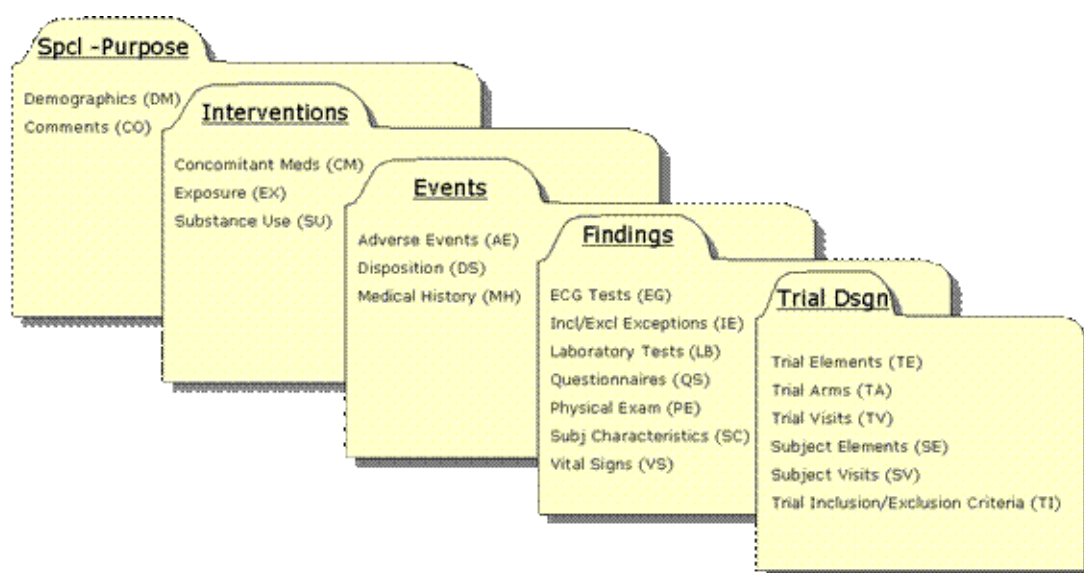 Spcl -Purpose
Demographics (DM)
Comments (CO)
Interventions
Concomitant Meds (CM)
Exposure (EX)
Substance Use (SU)
Events
Adverse Events (AE)
Disposition (DS)
Medical History (MH)
Findings
ECG Tests (EG)
Incl/Excl Exceptions (IE)
Laboratory Tests (LB)
Questionnaires (QS)
Physical Exam (PE)
Subj Characteristics (SC)
Vital Signs (VS)
Trial Dsgn
Trial Elements (TE)
Trial Arms (TA)
Trial Visits (TV)
Subject Elements (SE)
Subject Visits (SV)
Trial Inclusion/Exclusion Criteria (TI)